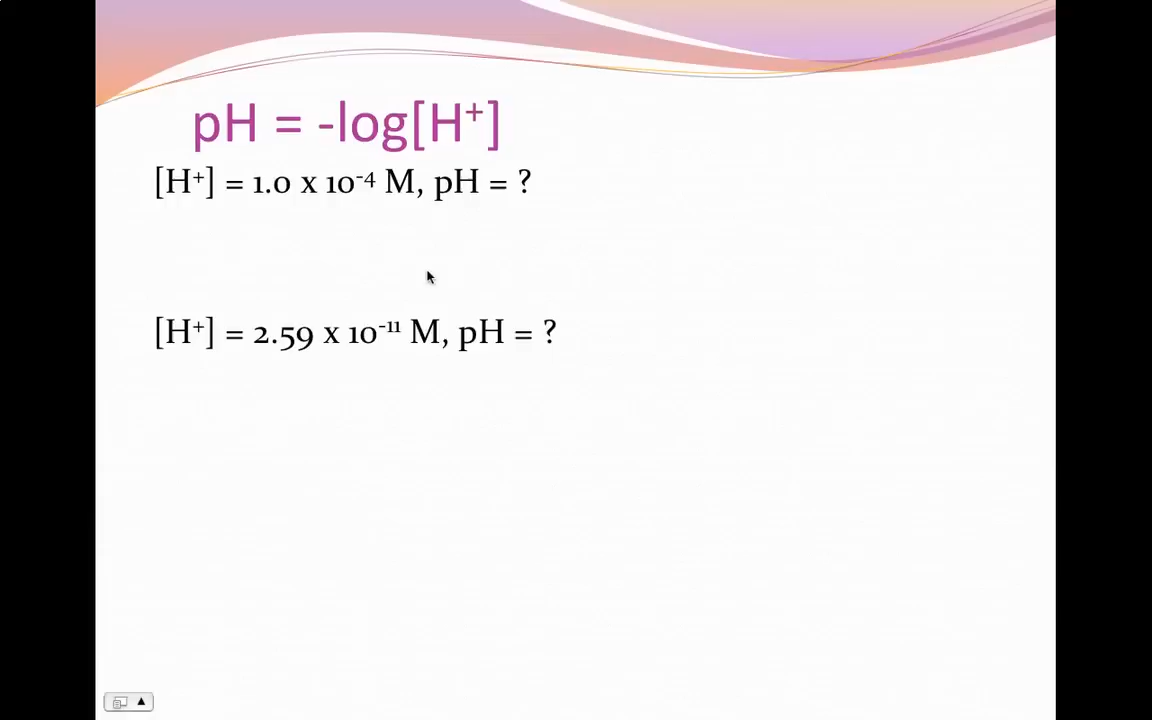 pH = -log[H⁺]
[H⁺] = 1.0 x 10⁻⁴ M, pH = ?
[H⁺] = 2.59 x 10⁻¹¹ M, pH = ?